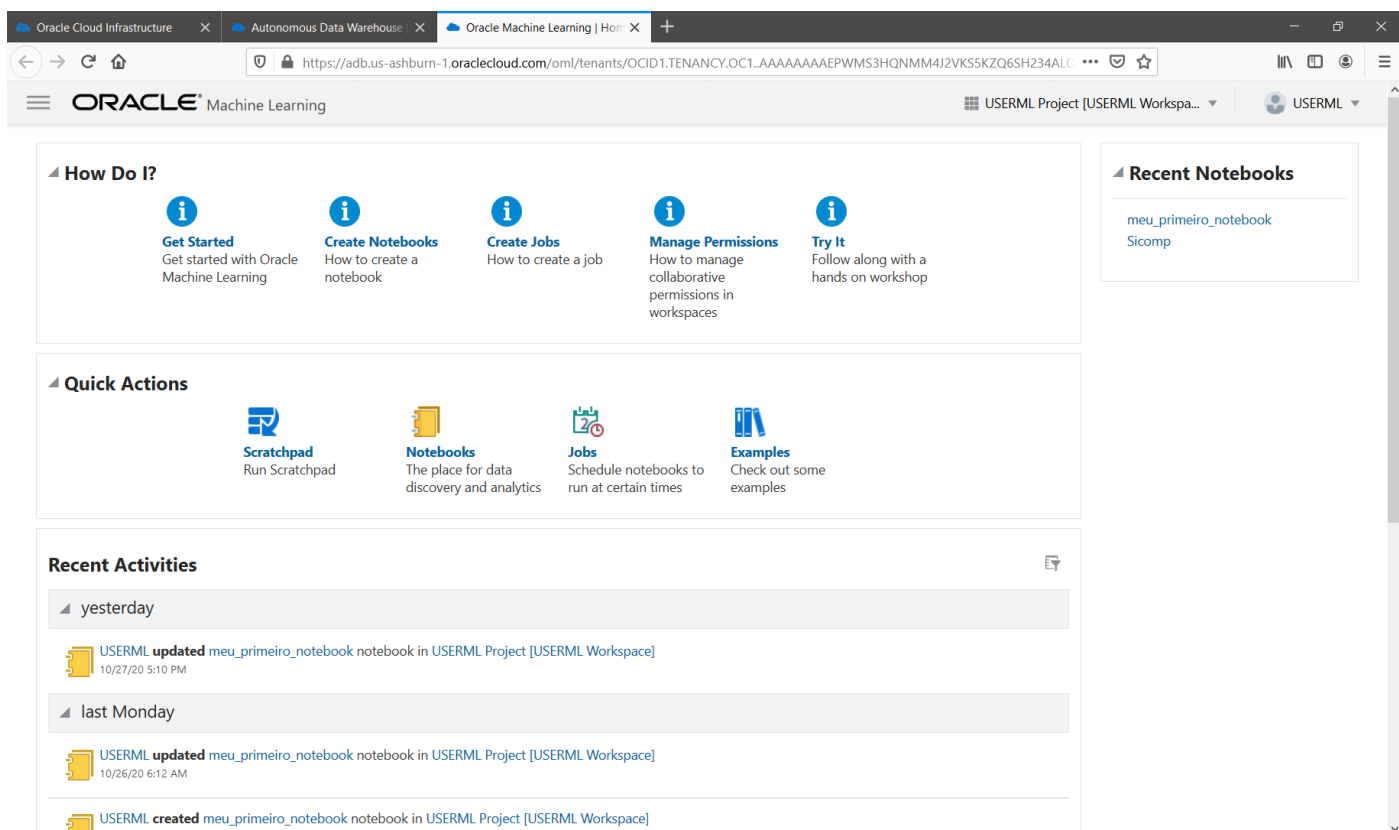 Oracle Cloud Infrastructure
Autonomous Data Warehouse |
Oracle Machine Learning | Hom
https://adb.us-ashburn-1.oraclecloud.com/oml/tenants/OCID1.TENANCY.OC1..AAAAAAAAEPWMS3HQNMM4J2VKS5KZQ6SH234ALC
ORACLE® Machine Learning
USERML Project [USERML Workspa...
USERML
How Do I?
Get Started
Get started with Oracle
Machine Learning
Create Notebooks
How to create a
notebook
Create Jobs
How to create a job
Manage Permissions
How to manage
collaborative
permissions in
workspaces
Try It
Follow along with a
hands on workshop
Recent Notebooks
meu_primeiro_notebook
Sicomp
Quick Actions
Scratchpad
Run Scratchpad
Notebooks
The place for data
discovery and analytics
2
Jobs
Schedule notebooks to
run at certain times
Examples
Check out some
examples
Recent Activities
yesterday
USERML updated meu_primeiro_notebook notebook in USERML Project [USERML Workspace]
10/27/20 5:10 PM
last Monday
USERML updated meu_primeiro_notebook notebook in USERML Project [USERML Workspace]
10/26/20 6:12 AM
USERML created meu_primeiro_notebook notebook in USERML Project [USERML Workspace]